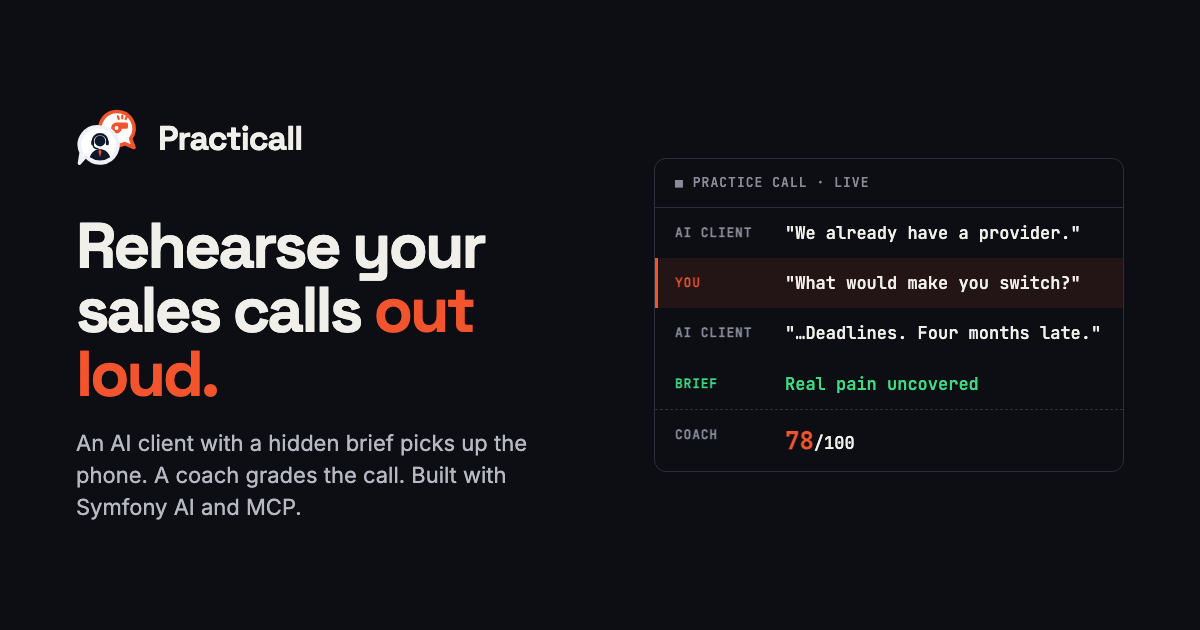 Practicall
Rehearse your
sales calls out
loud.
An AI client with a hidden brief picks up the
phone. A coach grades the call. Built with
Symfony AI and MCP.
PRACTICE CALL · LIVE
AI CLIENT "We already have a provider."
YOU "What would make you switch?"
AI CLIENT "…Deadlines. Four months late."
BRIEF Real pain uncovered
COACH 78/100